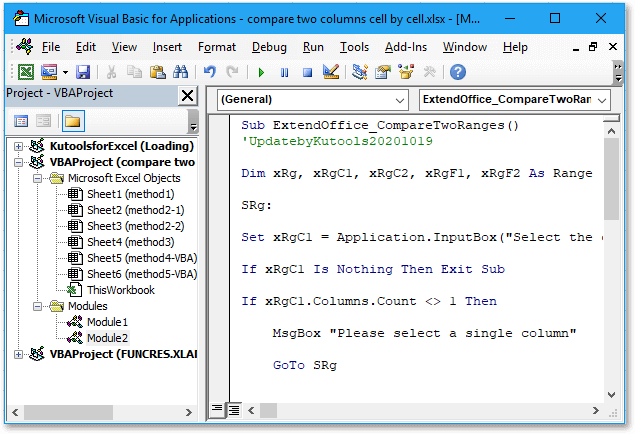 Microsoft Visual Basic for Applications - compare two columns cell by cell.xlsx - [M...
File Edit View Insert Format Debug Run Tools Add-Ins Window Help
Project - VBAProject
KutoolsforExcel (Loading)
VBAProject (compare two
Microsoft Excel Objects
Sheet1 (method1)
Sheet2 (method2-1)
Sheet3 (method2-2)
Sheet4 (method3)
Sheet5 (method4-VBA)
Sheet6 (method5-VBA)
ThisWorkbook
Modules
Module1
Module2
VBAProject (FUNCRES.XLA
(General)
ExtendOffice_CompareTwoRan
Sub ExtendOffice_CompareTwoRanges()
'UpdatebyKutools20201019
Dim xRg, xRgC1, xRgC2, xRgF1, xRgF2 As Range
SRg:
Set xRgC1 = Application.InputBox("Select the
If xRgC1 Is Nothing Then Exit Sub
If xRgC1.Columns.Count <> 1 Then
MsgBox "Please select a single column"
GoTo SRg